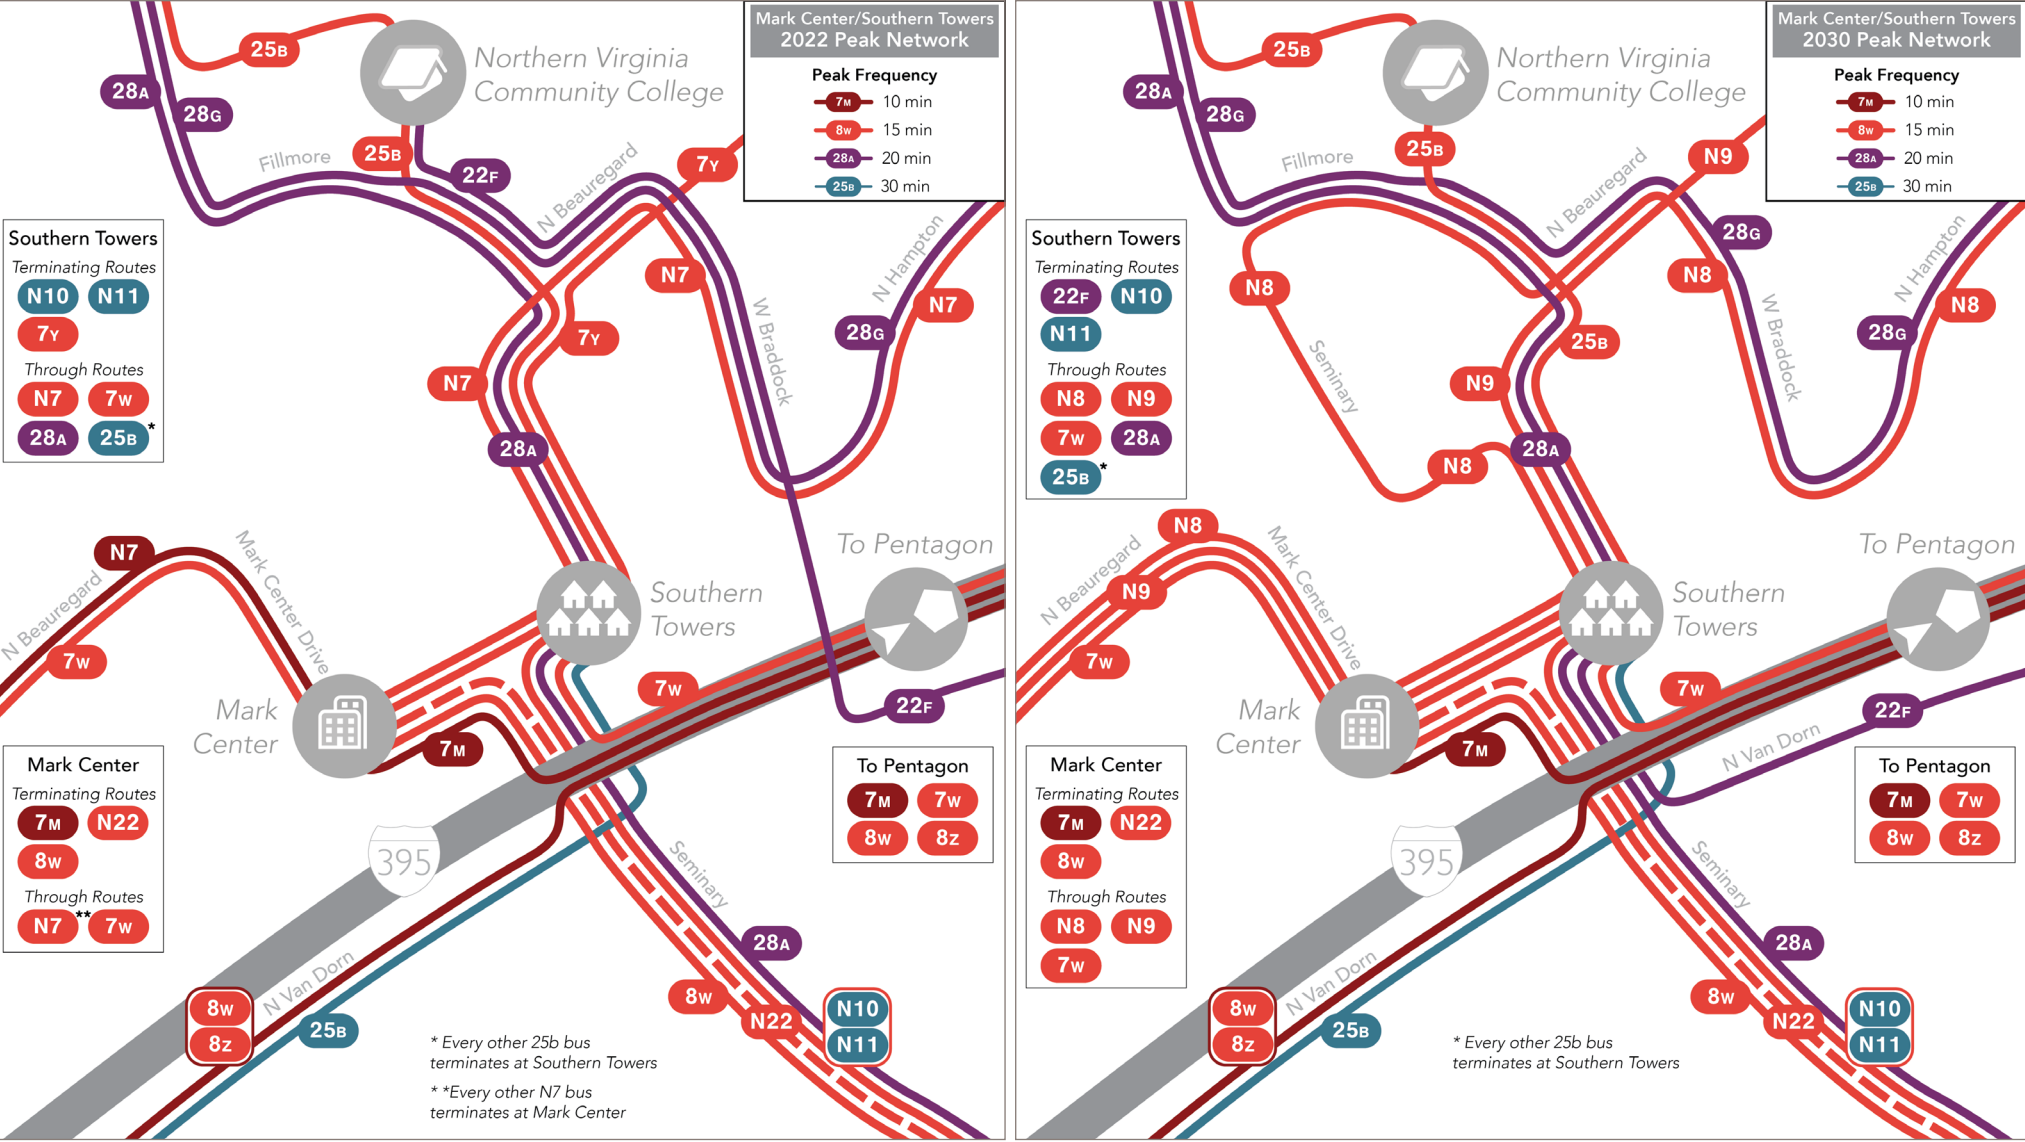 Mark Center/Southern Towers
2022 Peak Network
Peak Frequency
7M 10 min
8W 15 min
28A 20 min
25B 30 min
25B
Northern Virginia
Community College
28A
28G
Fillmore
25B
22F
N Beauregard
7Y
N7
W Braddock
N Hampton
28G
N7
7Y
N7
28A
Southern Towers
Terminating Routes
N10 N11
7Y
Through Routes
N7 7W
28A 25B*
N7
N Beauregard
7W
Mark Center Drive
Mark
Center
Southern
Towers
To Pentagon
7W
7M
22F
Mark Center
Terminating Routes
7M N22
8W
Through Routes
N7** 7W
To Pentagon
7M 7W
8W 8Z
395
Seminary
28A
N Van Dorn
8W
8Z
25B
8W
N22
N10
N11
* Every other 25b bus
terminates at Southern Towers
* *Every other N7 bus
terminates at Mark Center
Mark Center/Southern Towers
2030 Peak Network
Peak Frequency
7M 10 min
8W 15 min
28A 20 min
25B 30 min
25B
Northern Virginia
Community College
28A
28G
Fillmore
25B
N Beauregard
N9
28G
N8
W Braddock
N Hampton
28G
N8
N8
25B
Seminary
N9
N8
28A
Southern Towers
Terminating Routes
22F N10
N11
Through Routes
N8 N9
7W 28A
25B*
N8
N Beauregard
N9
7W
Mark Center Drive
Mark
Center
Southern
Towers
To Pentagon
7W
7M
22F
N Van Dorn
Mark Center
Terminating Routes
7M N22
8W
Through Routes
N8 N9
7W
To Pentagon
7M 7W
8W 8Z
395
Seminary
28A
N Van Dorn
8W
8Z
25B
8W
N22
N10
N11
* Every other 25b bus
terminates at Southern Towers